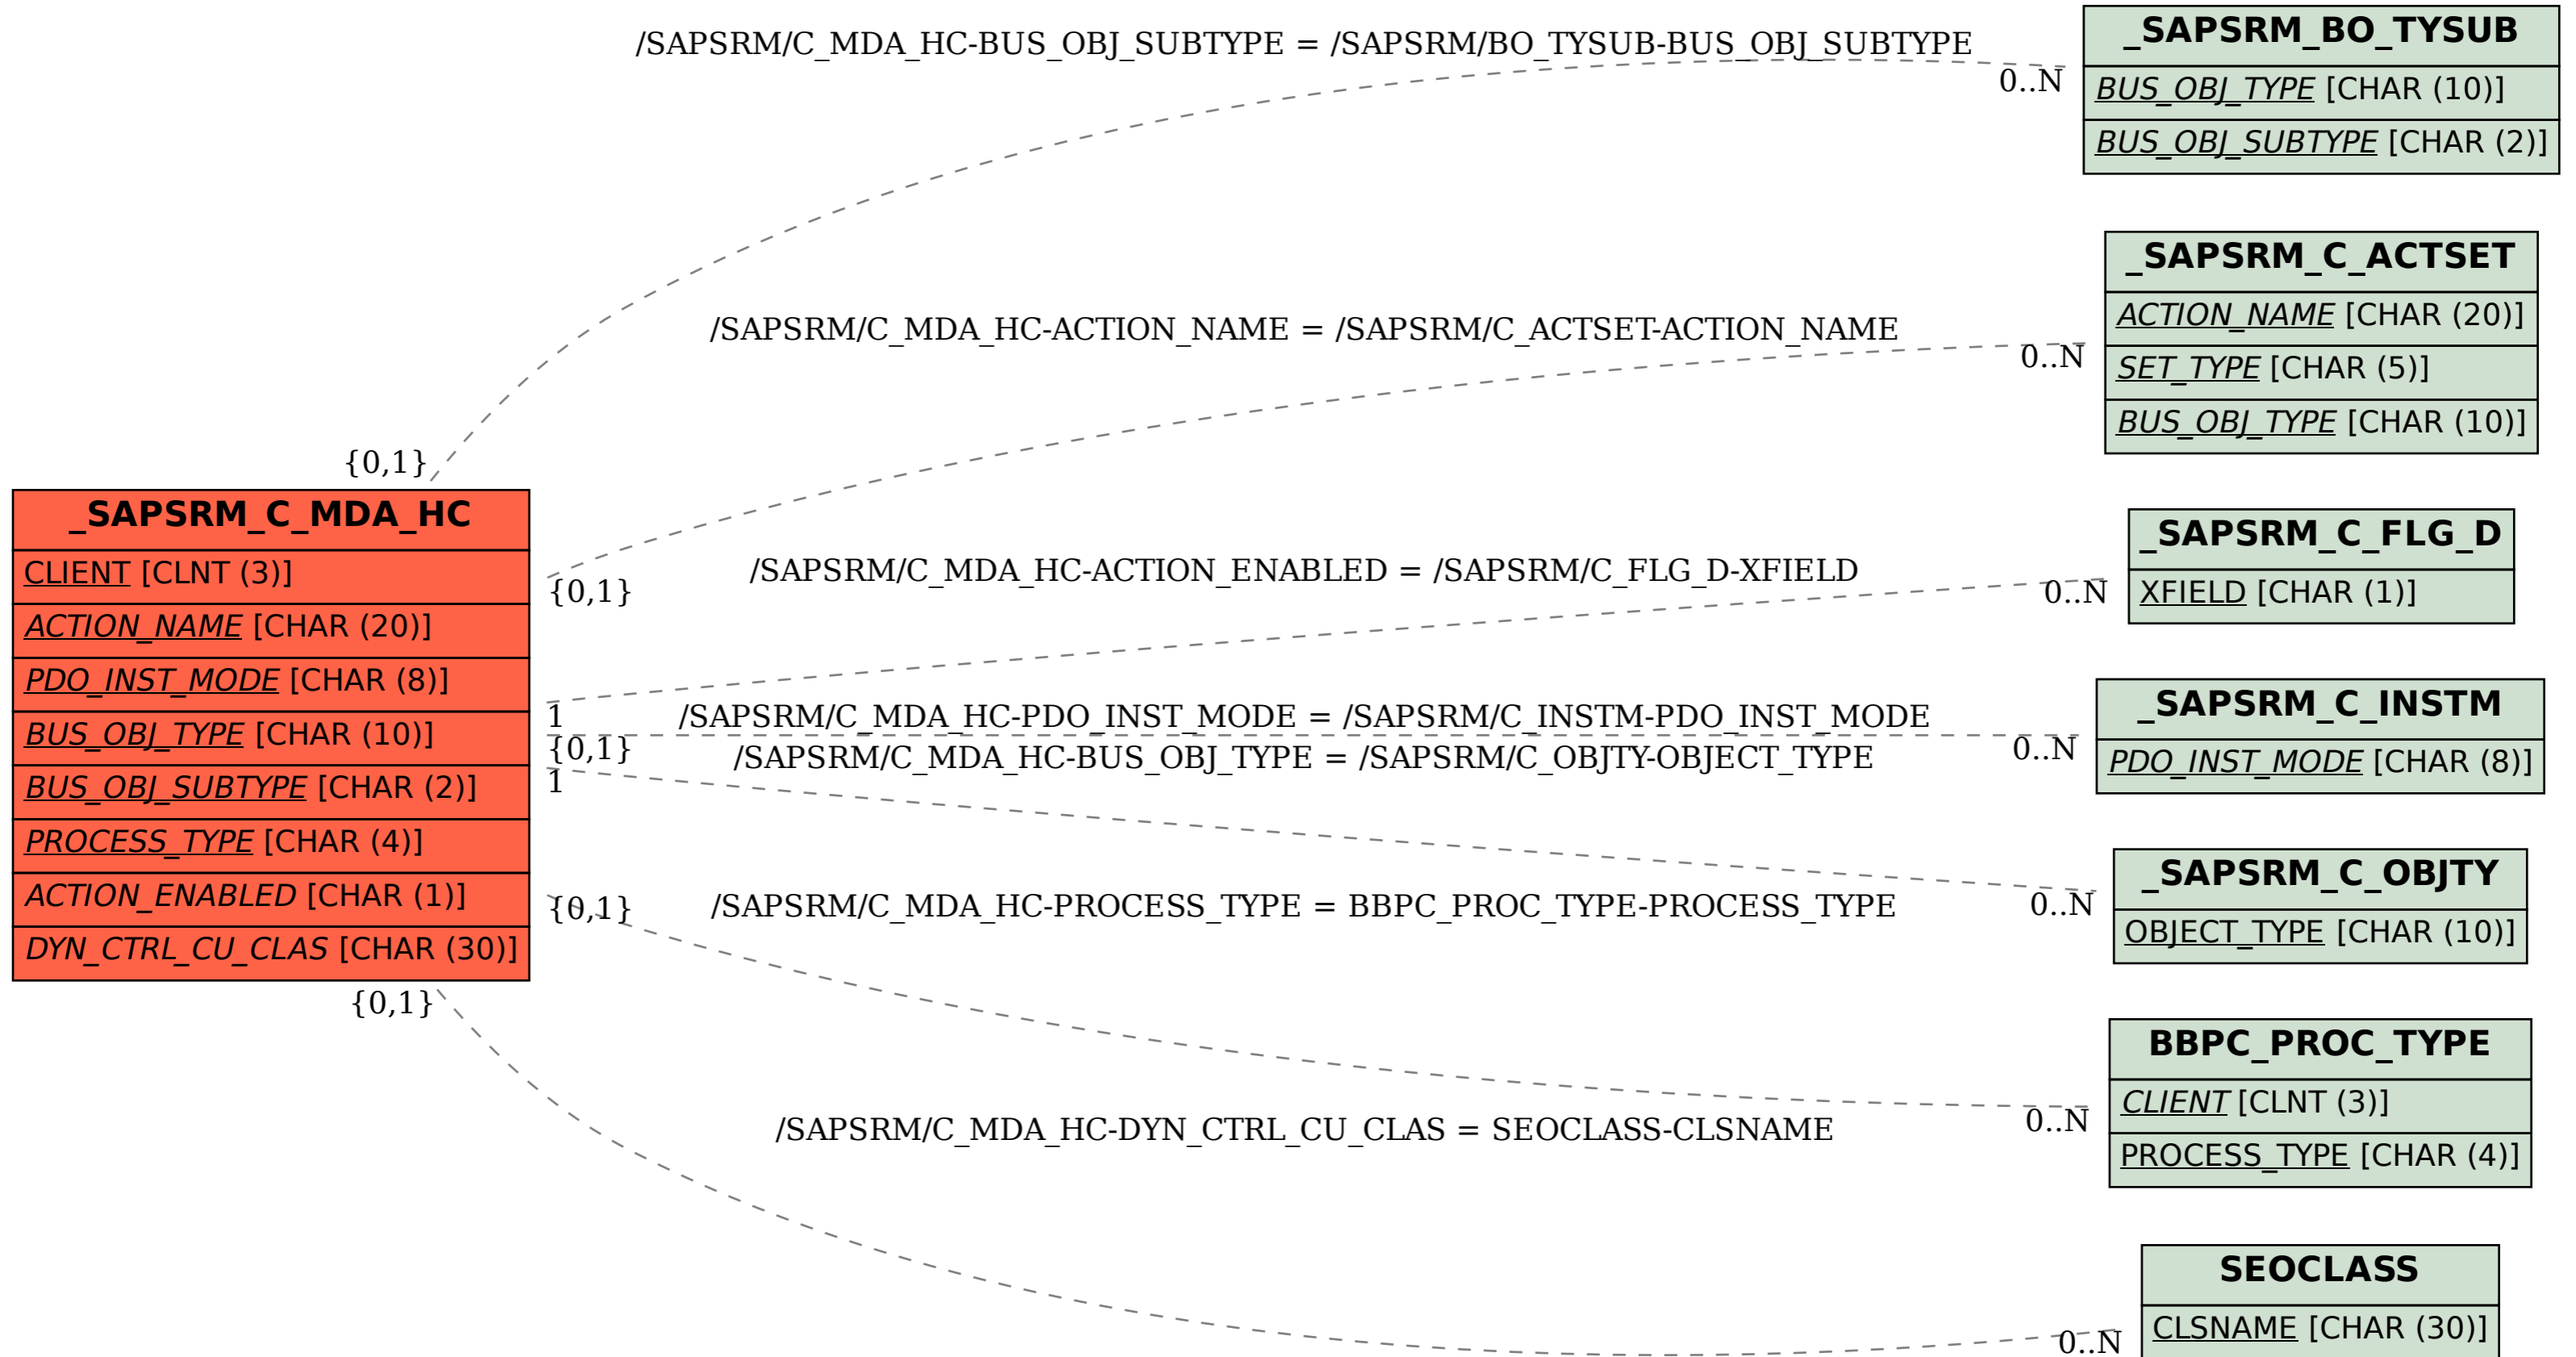 /SAPSRM/C_MDA_HC-BUS_OBJ_SUBTYPE = /SAPSRM/BO_TYSUB-BUS_OBJ_SUBTYPE
0..N
{0,1}
_SAPSRM_BO_TYSUB
BUS_OBJ_TYPE [CHAR (10)]
BUS_OBJ_SUBTYPE [CHAR (2)]
/SAPSRM/C_MDA_HC-ACTION_NAME = /SAPSRM/C_ACTSET-ACTION_NAME
0..N
{0,1}
_SAPSRM_C_ACTSET
ACTION_NAME [CHAR (20)]
SET_TYPE [CHAR (5)]
BUS_OBJ_TYPE [CHAR (10)]
_SAPSRM_C_MDA_HC
CLIENT [CLNT (3)]
ACTION_NAME [CHAR (20)]
PDO_INST_MODE [CHAR (8)]
BUS_OBJ_TYPE [CHAR (10)]
BUS_OBJ_SUBTYPE [CHAR (2)]
PROCESS_TYPE [CHAR (4)]
ACTION_ENABLED [CHAR (1)]
DYN_CTRL_CU_CLAS [CHAR (30)]
/SAPSRM/C_MDA_HC-ACTION_ENABLED = /SAPSRM/C_FLG_D-XFIELD
0..N
1
_SAPSRM_C_FLG_D
XFIELD [CHAR (1)]
/SAPSRM/C_MDA_HC-PDO_INST_MODE = /SAPSRM/C_INSTM-PDO_INST_MODE
0..N
{0,1}
_SAPSRM_C_INSTM
PDO_INST_MODE [CHAR (8)]
/SAPSRM/C_MDA_HC-BUS_OBJ_TYPE = /SAPSRM/C_OBJTY-OBJECT_TYPE
0..N
1
_SAPSRM_C_OBJTY
OBJECT_TYPE [CHAR (10)]
/SAPSRM/C_MDA_HC-PROCESS_TYPE = BBPC_PROC_TYPE-PROCESS_TYPE
0..N
{0,1}
BBPC_PROC_TYPE
CLIENT [CLNT (3)]
PROCESS_TYPE [CHAR (4)]
/SAPSRM/C_MDA_HC-DYN_CTRL_CU_CLAS = SEOCLASS-CLSNAME
0..N
{0,1}
SEOCLASS
CLSNAME [CHAR (30)]